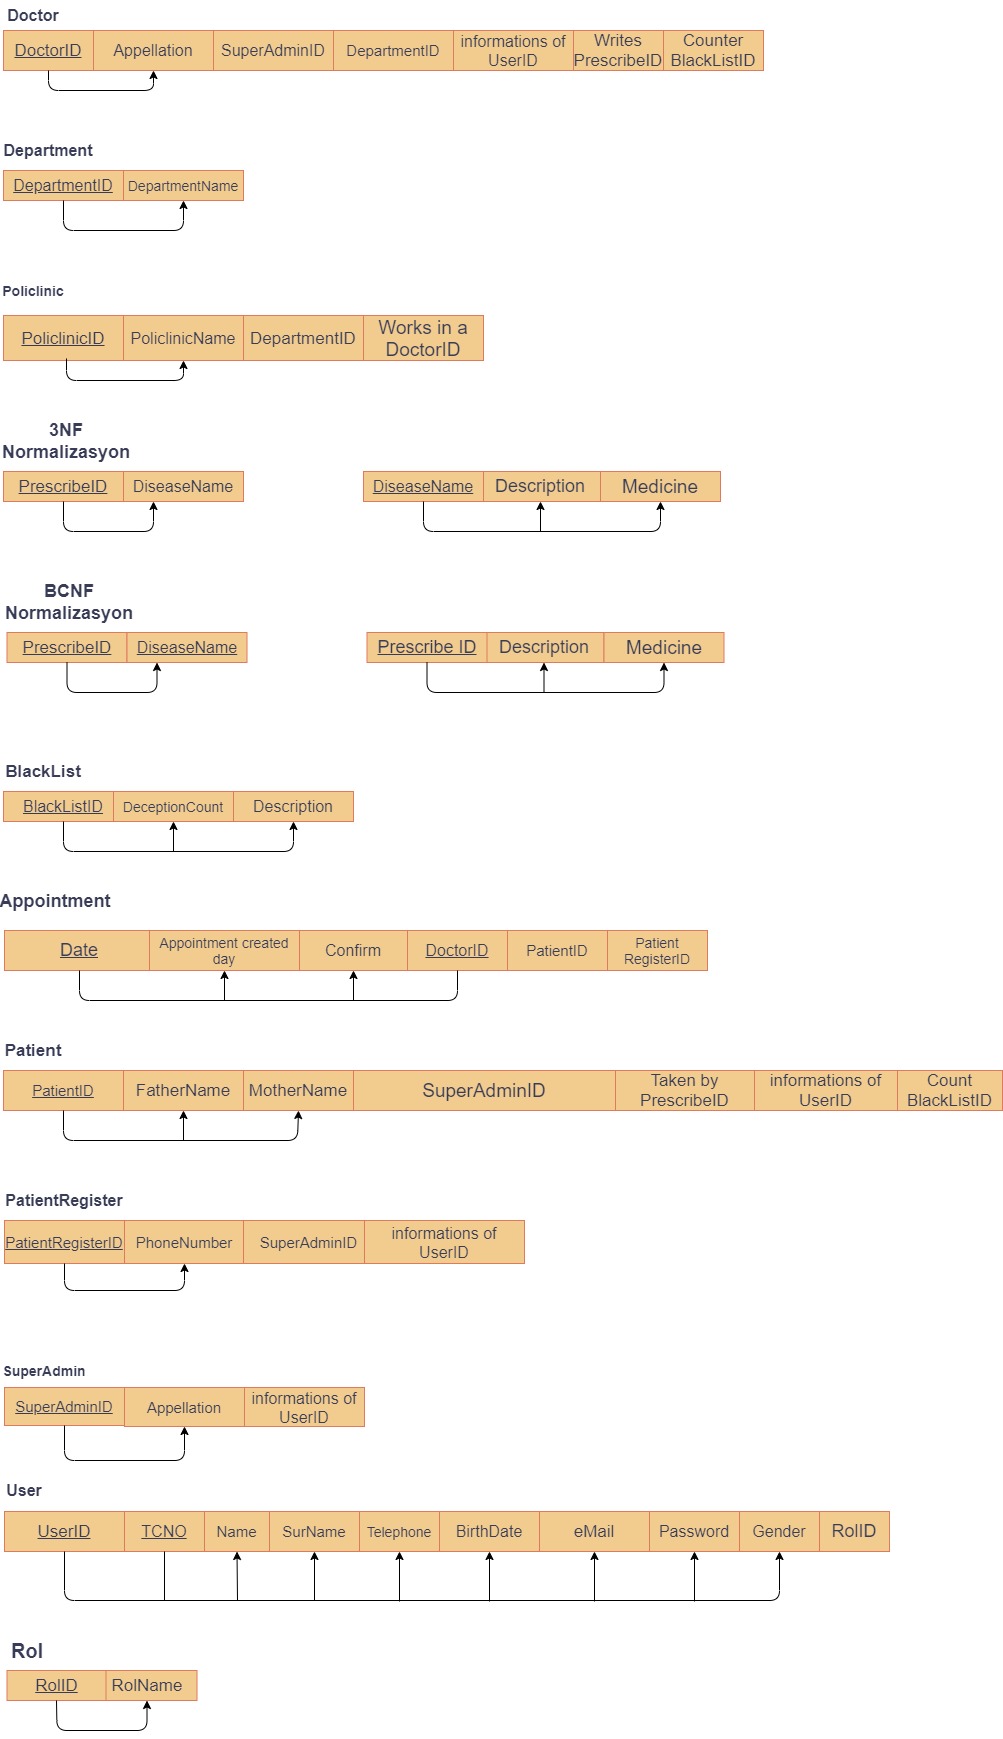 Doctor
DoctorID Appellation SuperAdminID DepartmentID informations of UserID Writes PrescribeID Counter BlackListID
Department
DepartmentID DepartmentName
Policlinic
PoliclinicID PoliclinicName DepartmentID Works in a DoctorID
3NF
Normalizasyon
PrescribeID DiseaseName DiseaseName Description Medicine
BCNF
Normalizasyon
PrescribeID DiseaseName Prescribe ID Description Medicine
BlackList
BlackListID DeceptionCount Description
Appointment
Date Appointment created day Confirm DoctorID PatientID Patient RegisterID
Patient
PatientID FatherName MotherName SuperAdminID Taken by PrescribeID informations of UserID Count BlackListID
PatientRegister
PatientRegisterID PhoneNumber SuperAdminID informations of UserID
SuperAdmin
SuperAdminID Appellation informations of UserID
User
UserID TCNO Name SurName Telephone BirthDate eMail Password Gender RolID
Rol
RolID RolName